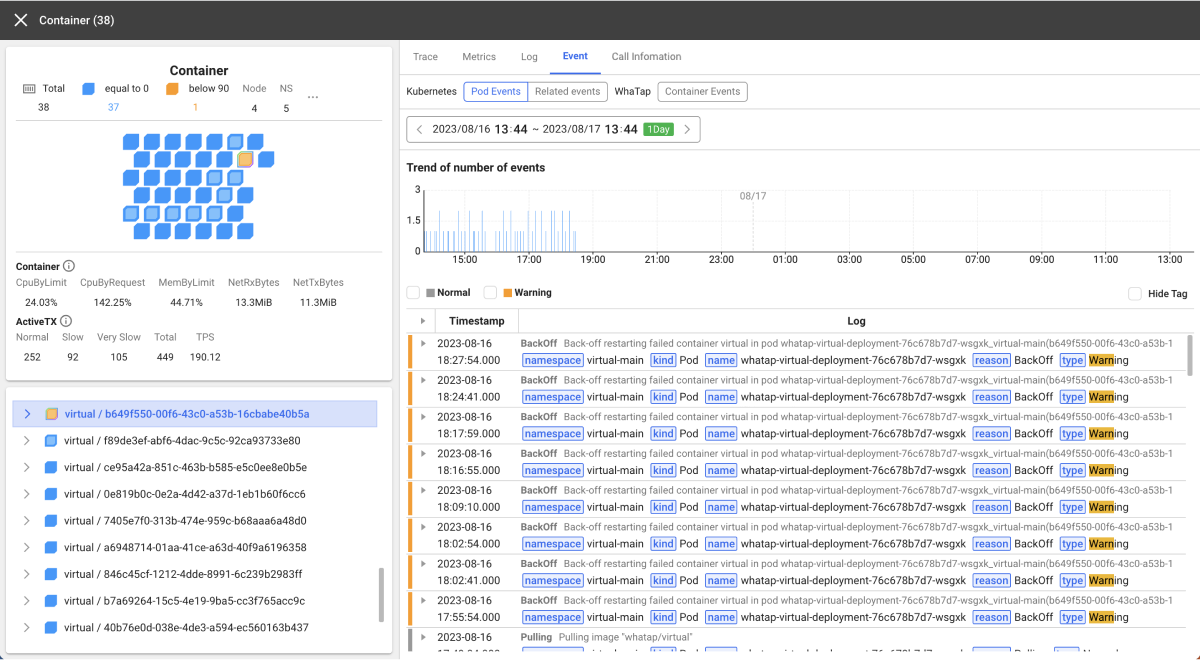 Container (38)
Container
Total equal to 0 below 90 Node NS
38 37 1 4 5 ...
Container
CpuByLimit CpuByRequest MemByLimit NetRxBytes NetTxBytes
24.03% 142.25% 44.71% 13.3MiB 11.3MiB
ActiveTX
Normal Slow Very Slow Total TPS
252 92 105 449 190.12
virtual / b649f550-00f6-43c0-a53b-16cbabe40b5a
virtual / f89de3ef-abf6-4dac-9c5c-92ca93733e80
virtual / ce95a42a-851c-463b-b585-e5c0ee8e0b5e
virtual / 0e819b0c-0e2a-4d42-a37d-1eb1b60f6cc6
virtual / 7405e7f0-313b-474e-959c-b68aaa6a48d0
virtual / a6948714-01aa-41ce-a63d-40f9a6196358
virtual / 846c45cf-1212-4dde-8991-6c239b2983ff
virtual / b7a69264-15c5-4e19-9ba5-cc3f765acc9c
virtual / 40b76e0d-038e-4de3-a594-ec560163b437
Trace Metrics Log Event Call Infomation
Kubernetes Pod Events Related events WhaTap Container Events
2023/08/16 13:44 ~ 2023/08/17 13:44 1Day
Trend of number of events
3
1.5
0
08/17
15:00 17:00 19:00 21:00 23:00 01:00 03:00 05:00 07:00 09:00 11:00 13:00
Normal Warning Hide Tag
Timestamp Log
2023-08-16 BackOff Back-off restarting failed container virtual in pod whatap-virtual-deployment-76c678b7d7-wsgxk_virtual-main(b649f550-00f6-43c0-a53b-1
18:27:54.000 namespace virtual-main kind Pod name whatap-virtual-deployment-76c678b7d7-wsgxk reason BackOff type Warning
2023-08-16 BackOff Back-off restarting failed container virtual in pod whatap-virtual-deployment-76c678b7d7-wsgxk_virtual-main(b649f550-00f6-43c0-a53b-1
18:24:41.000 namespace virtual-main kind Pod name whatap-virtual-deployment-76c678b7d7-wsgxk reason BackOff type Warning
2023-08-16 BackOff Back-off restarting failed container virtual in pod whatap-virtual-deployment-76c678b7d7-wsgxk_virtual-main(b649f550-00f6-43c0-a53b-1
18:17:59.000 namespace virtual-main kind Pod name whatap-virtual-deployment-76c678b7d7-wsgxk reason BackOff type Warning
2023-08-16 BackOff Back-off restarting failed container virtual in pod whatap-virtual-deployment-76c678b7d7-wsgxk_virtual-main(b649f550-00f6-43c0-a53b-1
18:16:55.000 namespace virtual-main kind Pod name whatap-virtual-deployment-76c678b7d7-wsgxk reason BackOff type Warning
2023-08-16 BackOff Back-off restarting failed container virtual in pod whatap-virtual-deployment-76c678b7d7-wsgxk_virtual-main(b649f550-00f6-43c0-a53b-1
18:09:10.000 namespace virtual-main kind Pod name whatap-virtual-deployment-76c678b7d7-wsgxk reason BackOff type Warning
2023-08-16 BackOff Back-off restarting failed container virtual in pod whatap-virtual-deployment-76c678b7d7-wsgxk_virtual-main(b649f550-00f6-43c0-a53b-1
18:02:54.000 namespace virtual-main kind Pod name whatap-virtual-deployment-76c678b7d7-wsgxk reason BackOff type Warning
2023-08-16 BackOff Back-off restarting failed container virtual in pod whatap-virtual-deployment-76c678b7d7-wsgxk_virtual-main(b649f550-00f6-43c0-a53b-1
18:02:41.000 namespace virtual-main kind Pod name whatap-virtual-deployment-76c678b7d7-wsgxk reason BackOff type Warning
2023-08-16 BackOff Back-off restarting failed container virtual in pod whatap-virtual-deployment-76c678b7d7-wsgxk_virtual-main(b649f550-00f6-43c0-a53b-1
17:55:54.000 namespace virtual-main kind Pod name whatap-virtual-deployment-76c678b7d7-wsgxk reason BackOff type Warning
2023-08-16 Pulling Pulling image "whatap/virtual"